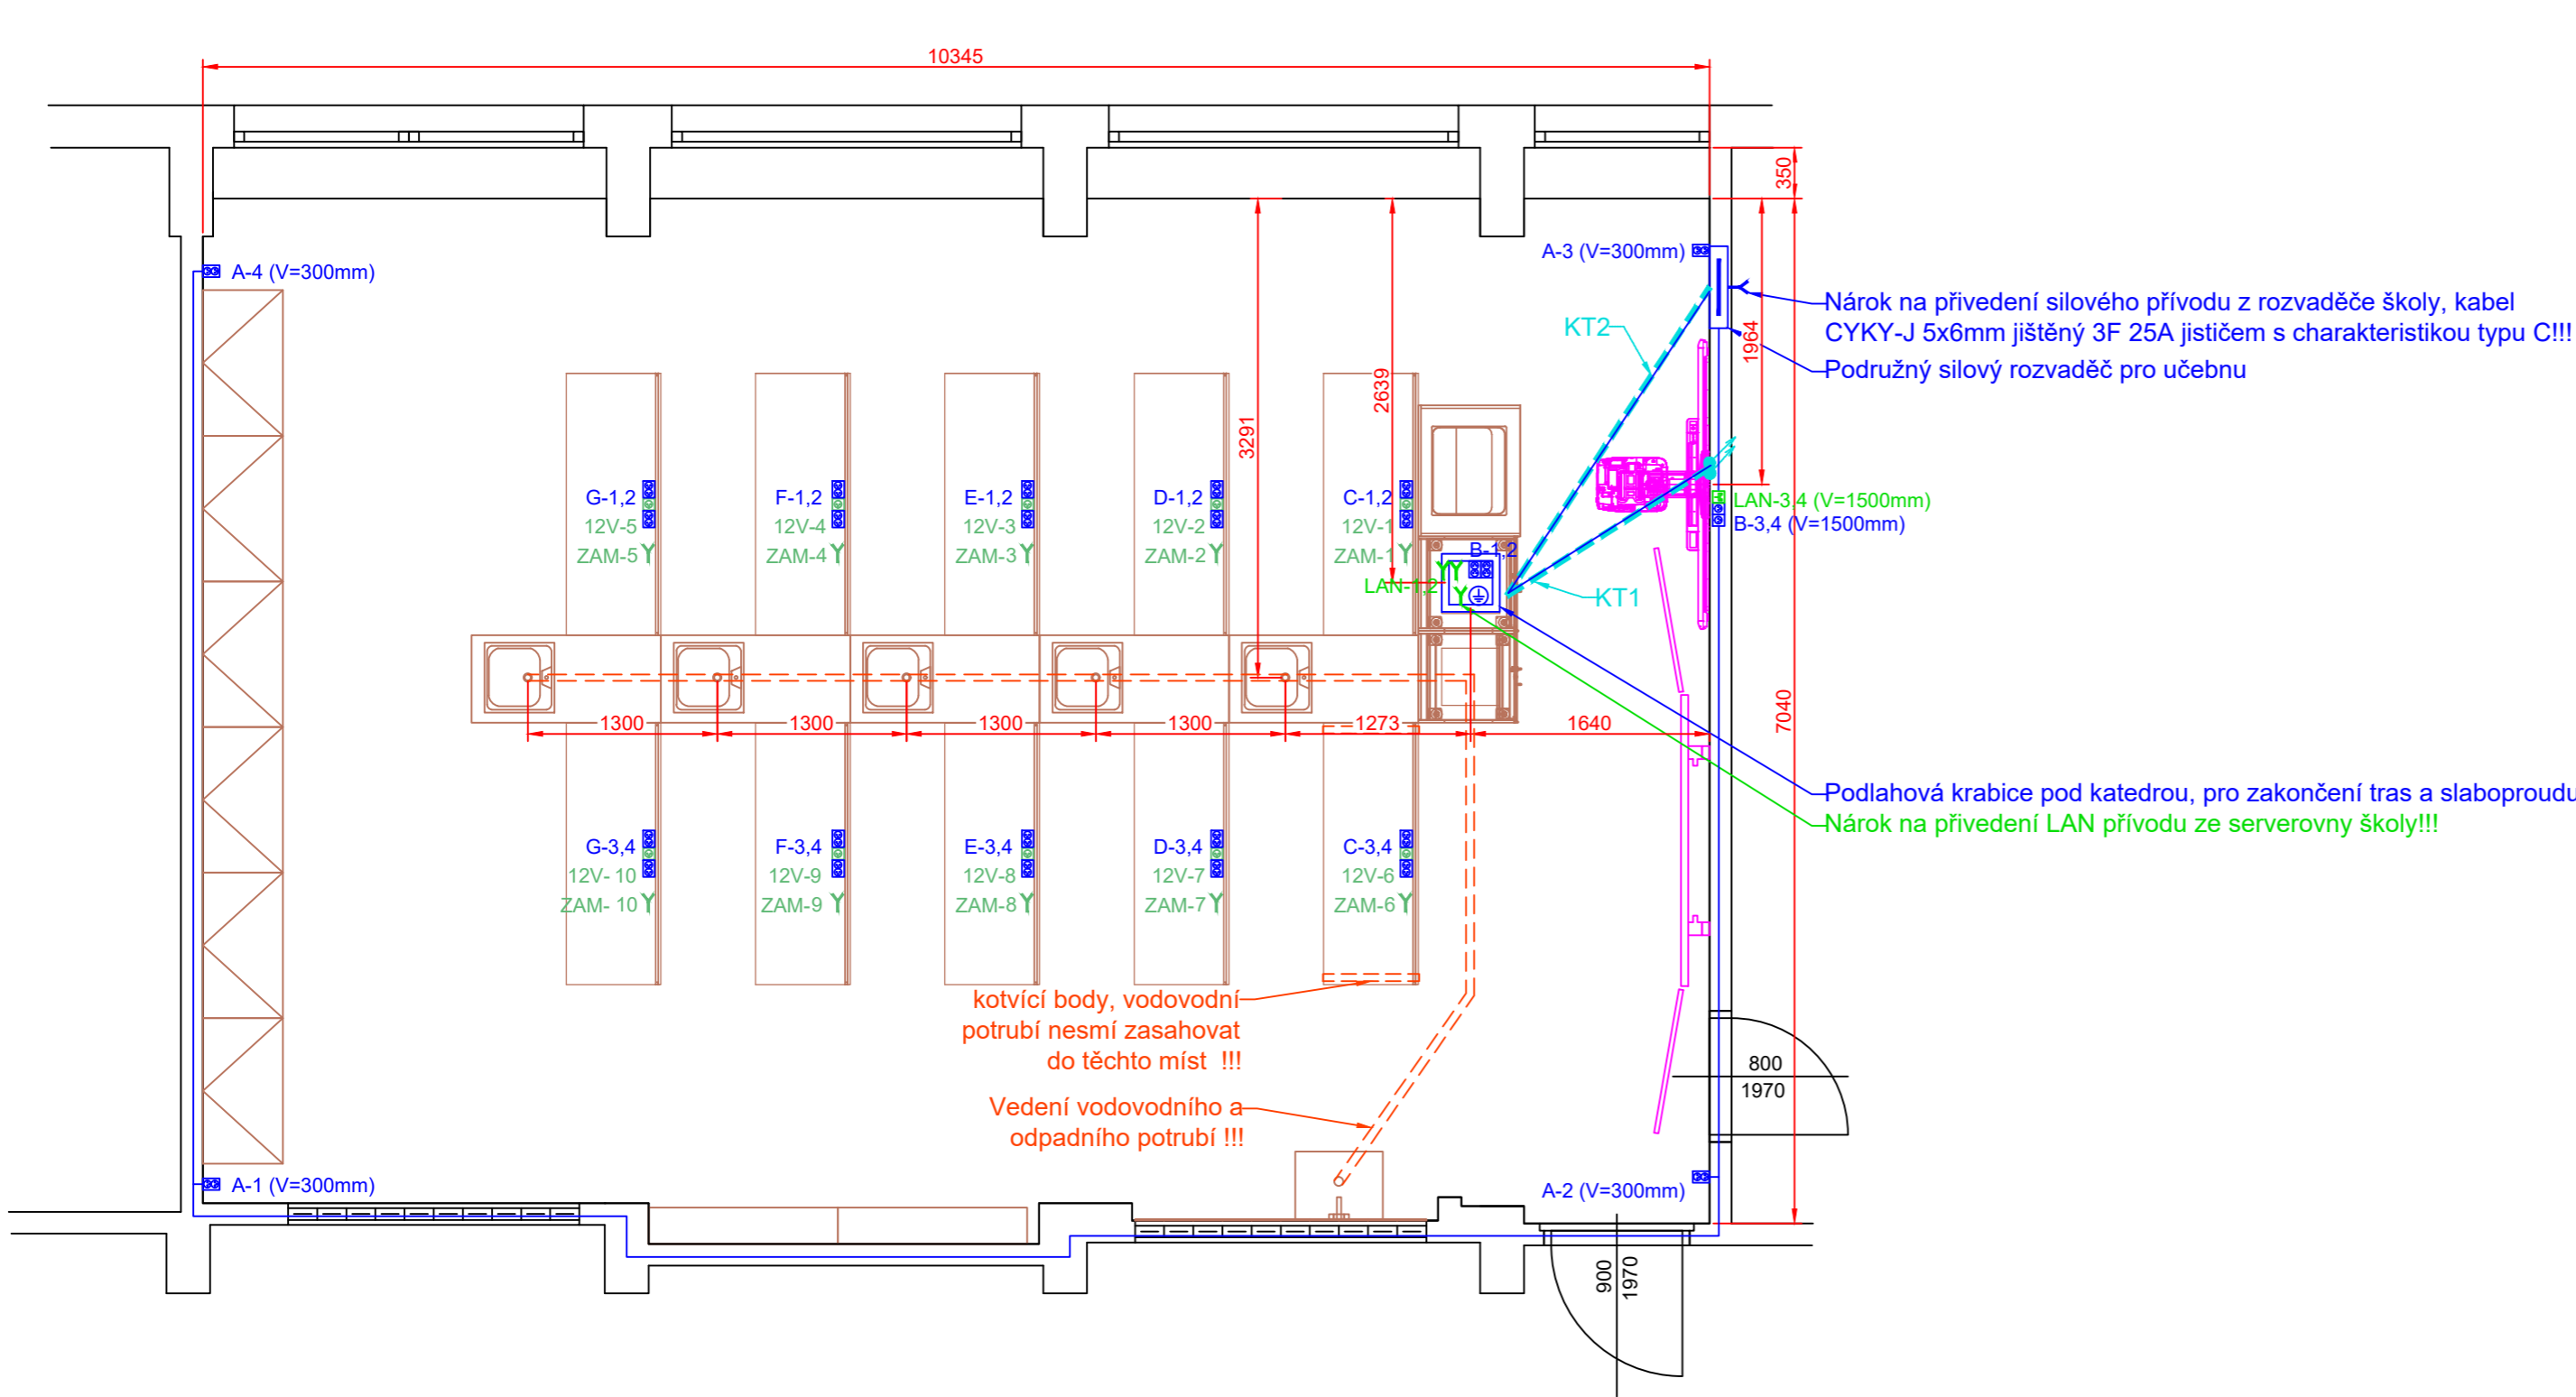 10345
350
A-4 (V=300mm)
A-3 (V=300mm)
Nárok na přivedení silového přívodu z rozvaděče školy, kabel
CYKY-J 5x6mm jištěný 3F 25A jističem s charakteristikou typu C!!!
Podružný silový rozvaděč pro učebnu
KT2
1964
2639
3291
G-1,2
12V-5
ZAM-5
F-1,2
12V-4
ZAM-4
E-1,2
12V-3
ZAM-3
D-1,2
12V-2
ZAM-2
C-1,2
12V-1
ZAM-1
LAN-3,4 (V=1500mm)
B-3,4 (V=1500mm)
B-1,2
LAN-1,2
KT1
1300
1300
1300
1300
1273
1640
7040
Podlahová krabice pod katedrou, pro zakončení tras a slaboproudu
Nárok na přivedení LAN přívodu ze serverovny školy!!!
G-3,4
12V- 10
ZAM- 10
F-3,4
12V-9
ZAM-9
E-3,4
12V-8
ZAM-8
D-3,4
12V-7
ZAM-7
C-3,4
12V-6
ZAM-6
kotvící body, vodovodní
potrubí nesmí zasahovat
do těchto míst !!!
800
1970
Vedení vodovodního a
odpadního potrubí !!!
A-1 (V=300mm)
A-2 (V=300mm)
900
1970